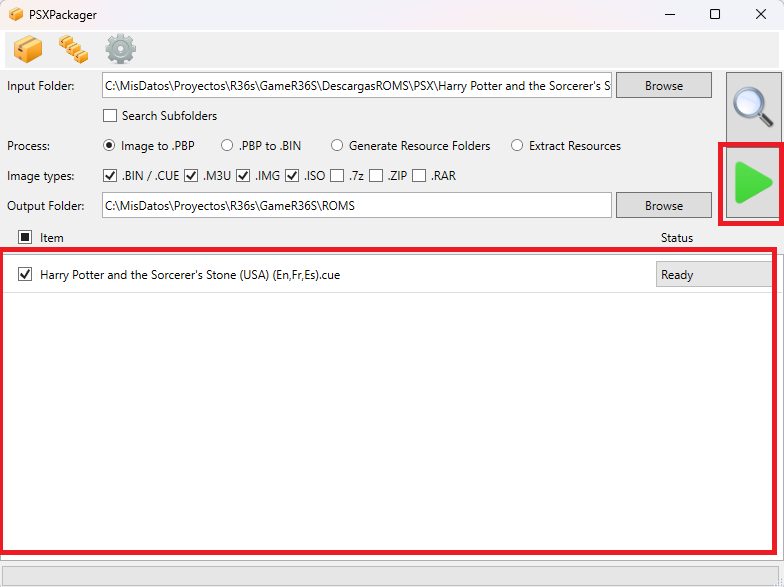 PSXPackager
Input Folder: C:\MisDatos\Proyectos\R36s\GameR36S\DescargasROMS\PSX\Harry Potter and the Sorcerer's S Browse
Search Subfolders
Process: Image to .PBP .PBP to .BIN Generate Resource Folders Extract Resources
Image types: .BIN / .CUE .M3U .IMG .ISO .7z .ZIP .RAR
Output Folder: C:\MisDatos\Proyectos\R36s\GameR36S\ROMS Browse
Item Status
Harry Potter and the Sorcerer's Stone (USA) (En,Fr,Es).cue Ready